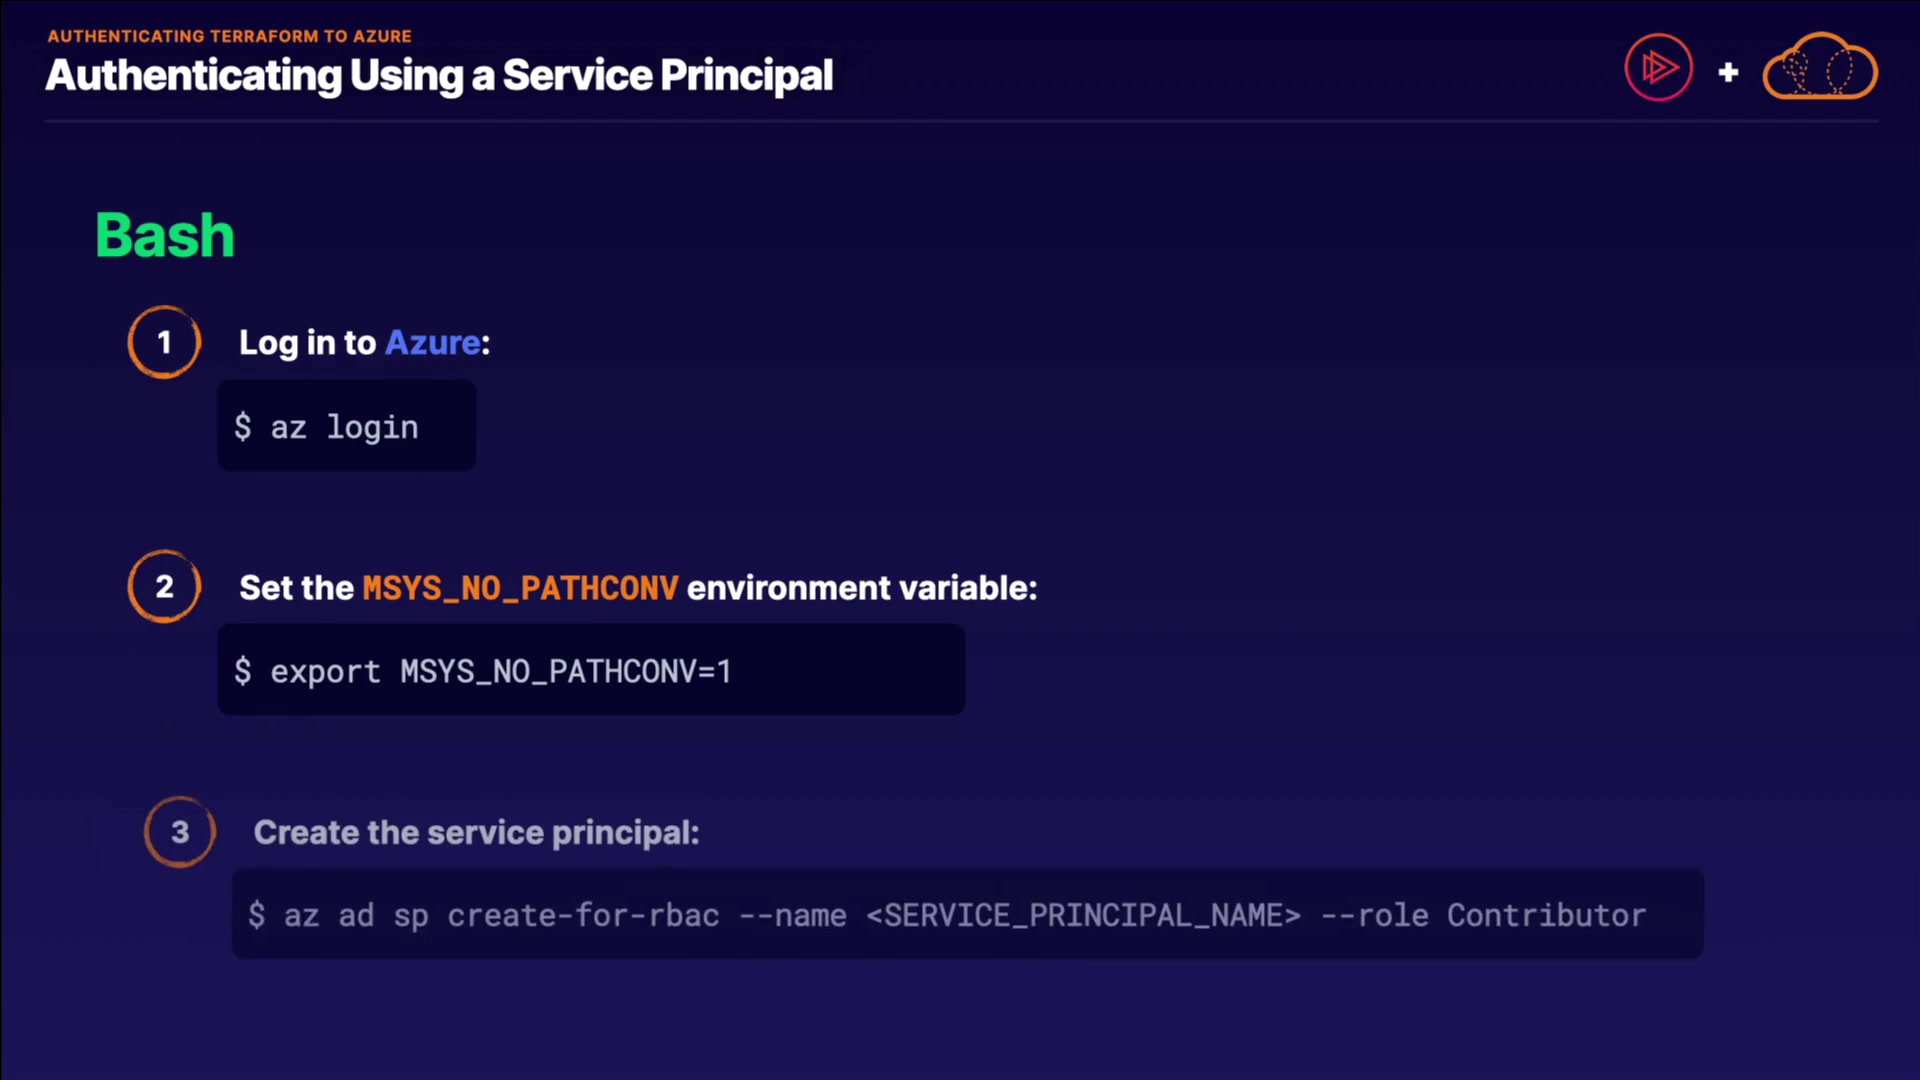 AUTHENTICATING TERRAFORM TO AZURE
Authenticating Using a Service Principal
+
Bash
1 Log in to Azure:
$ az login
2 Set the MSYS_NO_PATHCONV environment variable:
$ export MSYS_NO_PATHCONV=1
3 Create the service principal:
$ az ad sp create-for-rbac --name <SERVICE_PRINCIPAL_NAME> --role Contributor